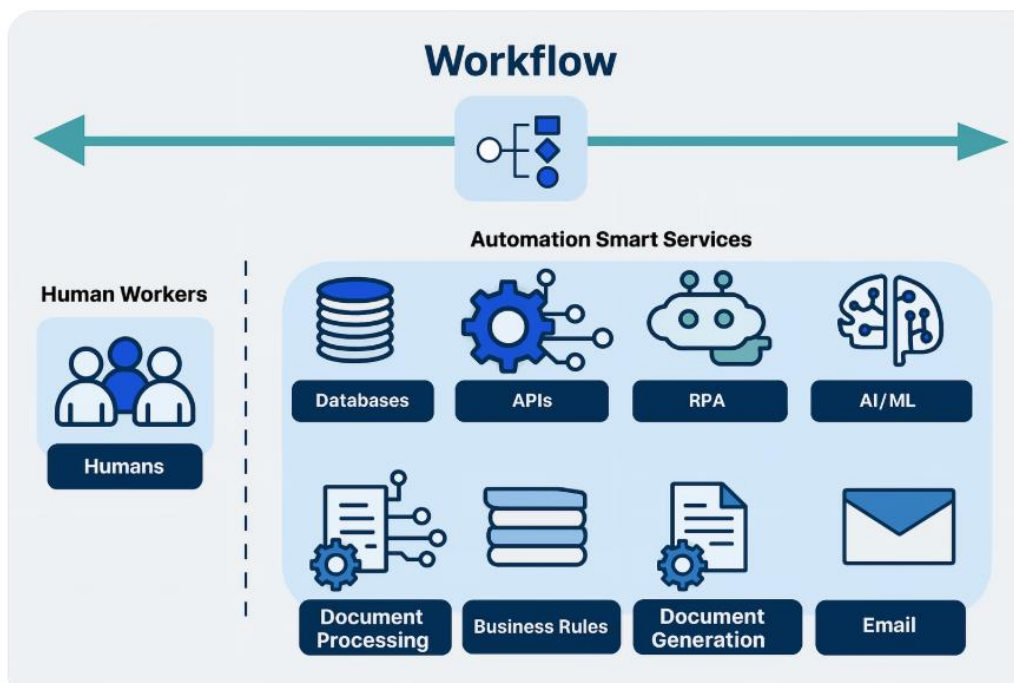 Workflow
Automation Smart Services
Human Workers
Humans
Databases
APIs
RPA
AI/ML
Document
Processing
Business Rules
Document
Generation
Email